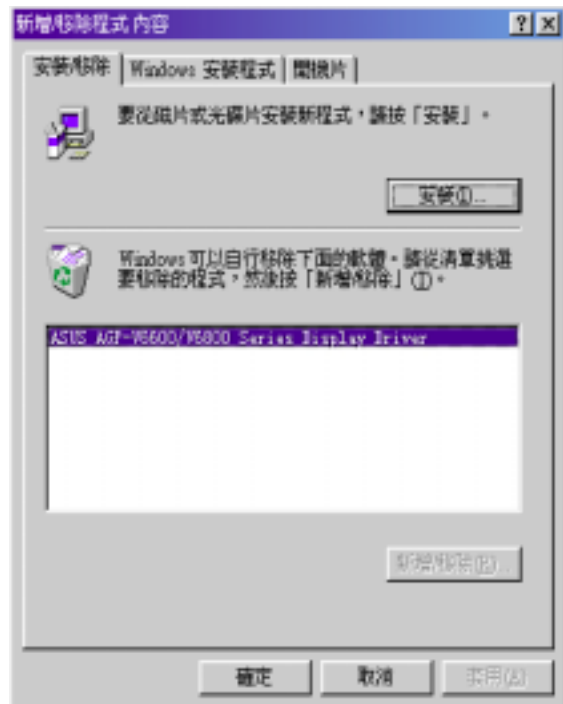 新增/移除程式 內容
安裝/移除
Windows 安裝程式
開機片
要從磁片或光碟片安裝新程式，請按「安裝」。
安裝(I)...
Windows 可以自行移除下面的軟體。請從清單挑選
要移除的程式，然後按「新增/移除」(I)。
ASUS AGP-V6600/V6800 Series Display Driver
新增/移除(R)...
確定
取消
套用(A)